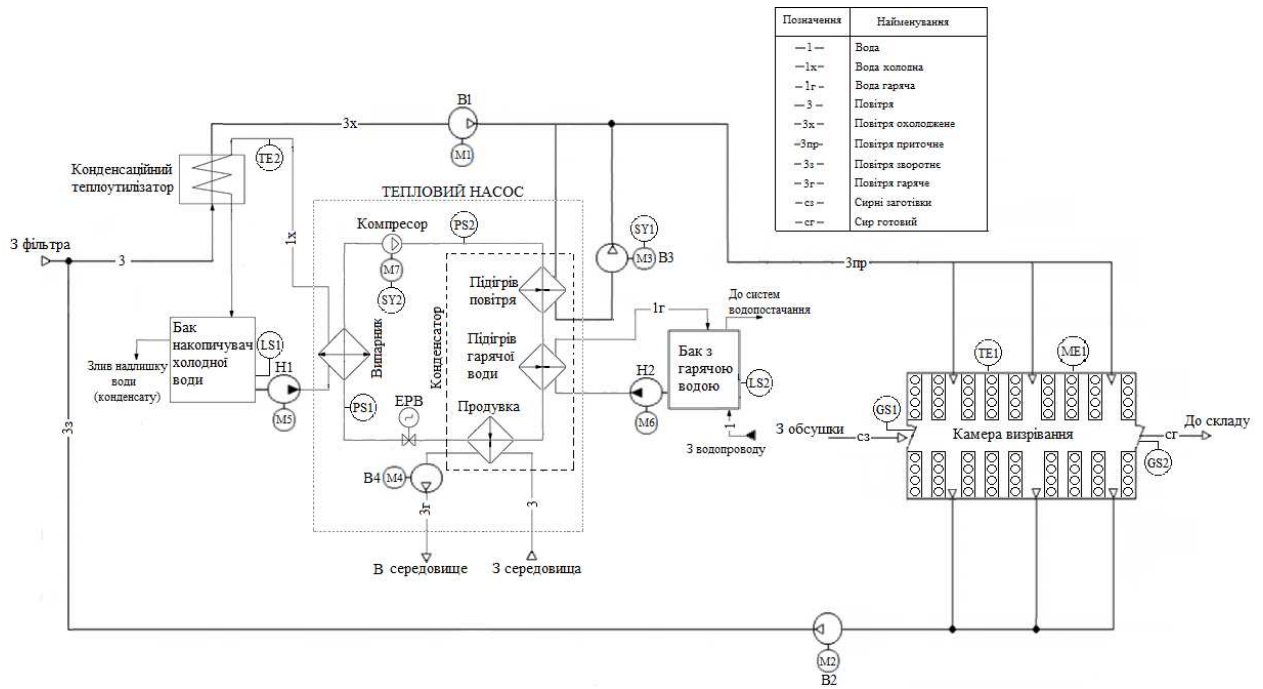 Позначення Найменування
—1— Вода
—1х— Вода холодна
—1г— Вода гаряча
—3— Повітря
—3х— Повітря охолоджене
—3пр— Повітря приточне
—3з— Повітря зворотнє
—3г— Повітря гаряче
—сз— Сирні заготівки
—сг— Сир готовий
В1
М1
3х
Конденсаційний
теплоутилізатор
ТЕ2
1х
З фільтра
3
ТЕПЛОВИЙ НАСОС
Компресор
М7
SY2
PS2
SY1
М3
В3
3пр
Підігрів
повітря
Конденсатор
Підігрів
гарячої
води
Випарник
1г
До систем
водопостачання
Бак з
гарячою
водою
LS2
Н2
М6
1
З водопроводу
Бак
накопичувач
холодної
води
LS1
Злив надлишку
води
(конденсату)
Н1
М5
PS1
ЕРВ
Продувка
В4
М4
3г
3
В середовище
З середовища
ТЕ1
МЕ1
GS1
З обсушки
сз
Камера визрівання
сг
До складу
GS2
3з
М2
В2